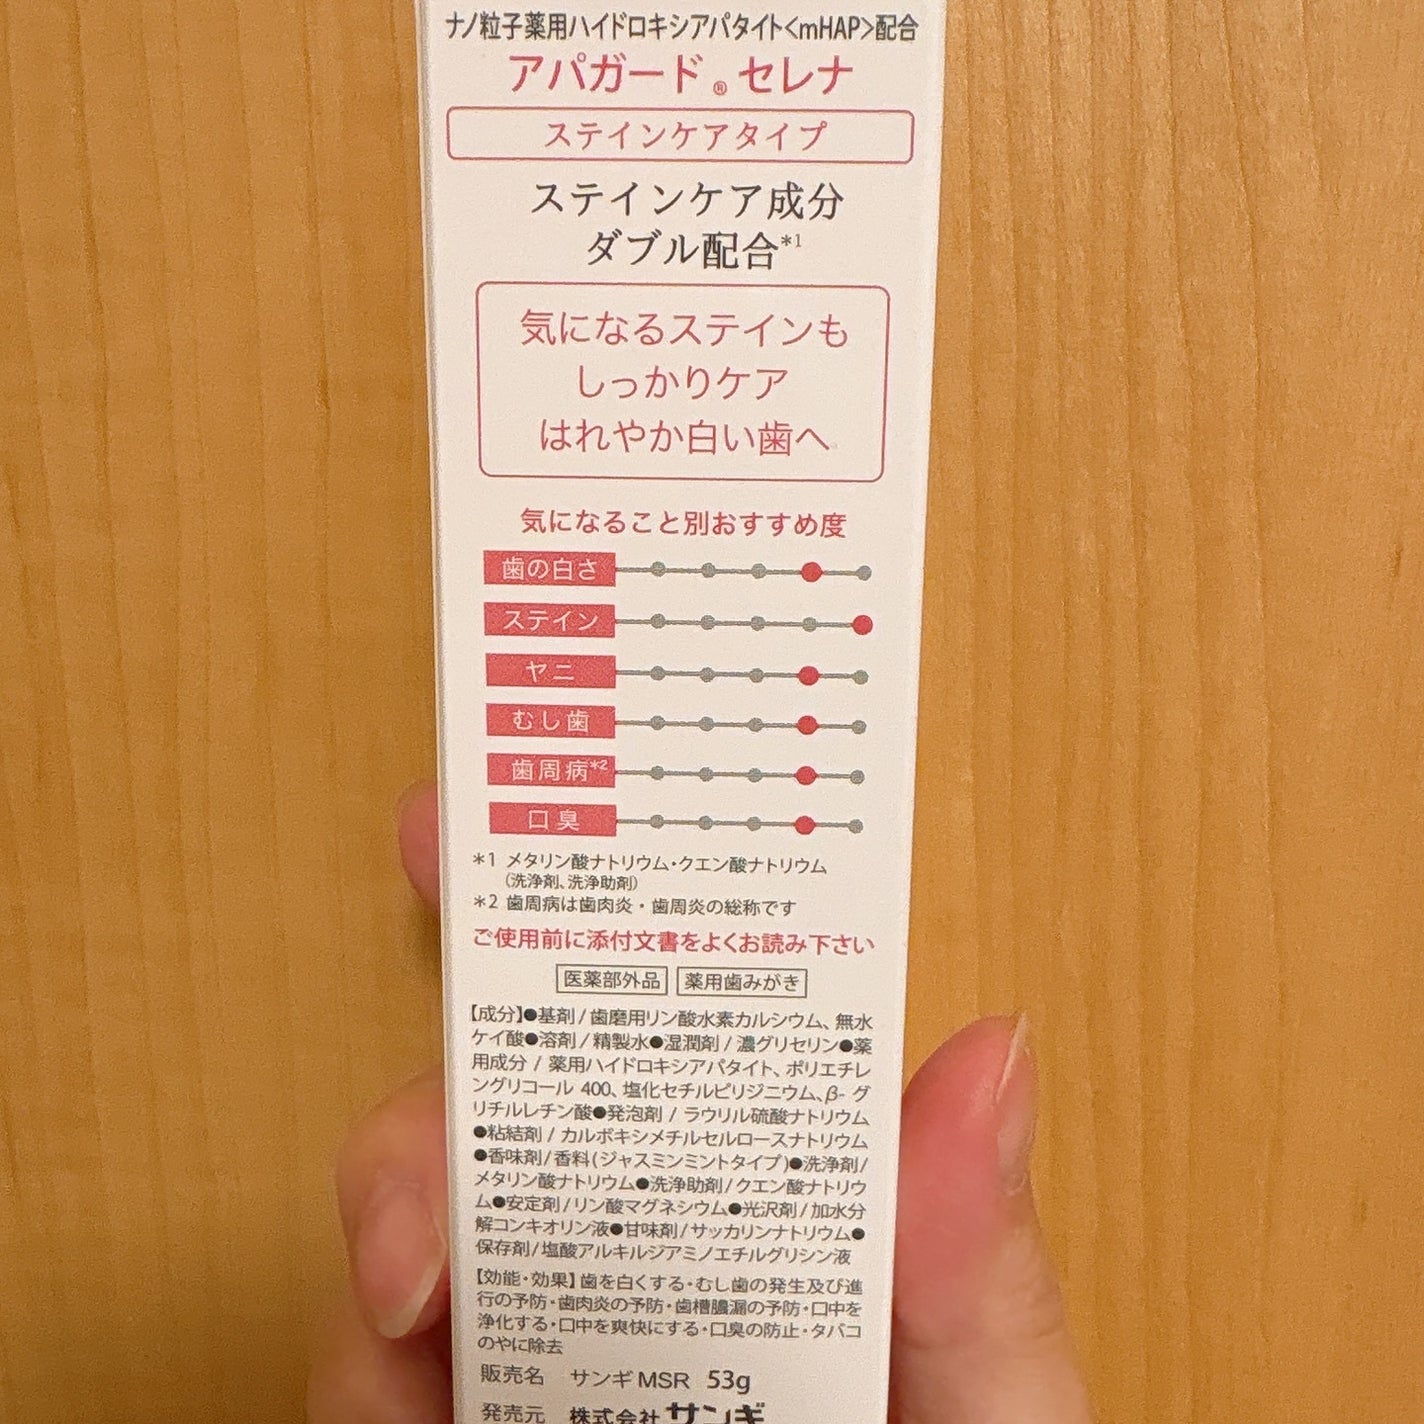 ナノ粒子薬用ハイドロキシアパタイト<mHAP>配合
アパガード®セレナ
ステインケアタイプ
ステインケア成分
ダブル配合*1
気になるステインも
しっかりケア
はれやか白い歯へ
気になること別おすすめ度
歯の白さ
ステイン
ヤニ
むし歯
歯周病*2
口臭
*1 メタリン酸ナトリウム・クエン酸ナトリウム
(洗浄剤、洗浄助剤)
*2 歯周病は歯肉炎・歯周炎の総称です
ご使用前に添付文書をよくお読み下さい
医薬部外品 薬用歯みがき
【成分】●基剤/歯磨用リン酸水素カルシウム、無水
ケイ酸●溶剤/精製水●湿潤剤/濃グリセリン●薬
用成分/薬用ハイドロキシアパタイト、ポリエチレ
ングリコール 400、塩化セチルピリジニウム、β-グ
リチルレチン酸●発泡剤/ラウリル硫酸ナトリウム
●粘結剤/カルボキシメチルセルロースナトリウム
●香味剤/香料(ジャスミンミントタイプ)●洗浄剤/
メタリン酸ナトリウム●洗浄助剤/クエン酸ナトリウ
ム●安定剤/リン酸マグネシウム●光沢剤/加水分
解コンキオリン液●甘味剤/サッカリンナトリウム●
保存剤/塩酸アルキルジアミノエチルグリシン液
【効能・効果】歯を白くする・むし歯の発生及び進
行の予防・歯肉炎の予防・歯槽膿漏の予防・口中を
浄化する・口中を爽快にする・口臭の防止・タバコ
のやに除去
販売名 サンギMSR 53g
発売元 株式会社サンギ